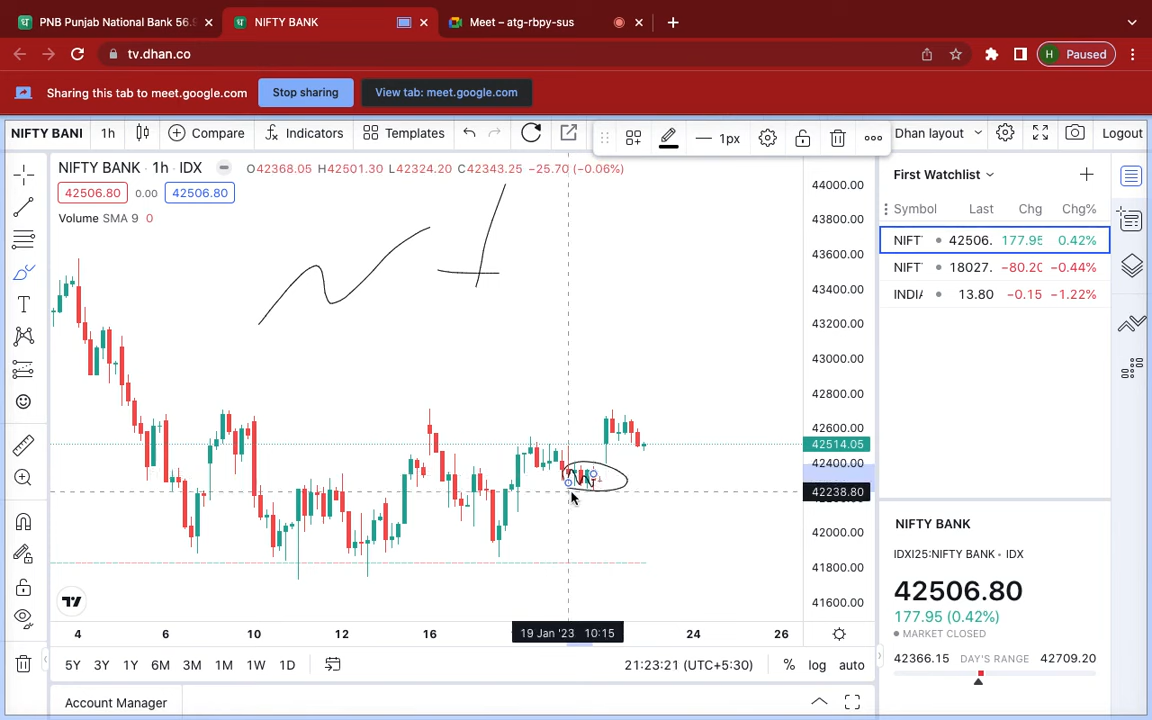 PNB Punjab National Bank 56.9
NIFTY BANK
Meet – atg-rbpy-sus
tv.dhan.co
H Paused
Sharing this tab to meet.google.com
Stop sharing
View tab: meet.google.com
NIFTY BANI 1h Compare Indicators Templates 1px Dhan layout Logout
NIFTY BANK · 1h · IDX O42368.05 H42501.30 L42324.20 C42343.25 −25.70 (−0.06%)
42506.80 0.00 42506.80
Volume SMA 9 0
First Watchlist
Symbol Last Chg Chg%
NIFT 42506. 177.95 0.42%
NIFT 18027. −80.20 −0.44%
INDIA 13.80 −0.15 −1.22%
44000.00
43800.00
43600.00
43400.00
43200.00
43000.00
42800.00
42600.00
42514.05
42400.00
42238.80
42000.00
41800.00
41600.00
4 6 10 12 16 19 Jan '23 10:15 24 26
5Y 3Y 1Y 6M 3M 1M 1W 1D 21:23:21 (UTC+5:30) % log auto
Account Manager
NIFTY BANK
IDXI25:NIFTY BANK • IDX
42506.80
177.95 (0.42%)
MARKET CLOSED
42366.15 DAY'S RANGE 42709.20